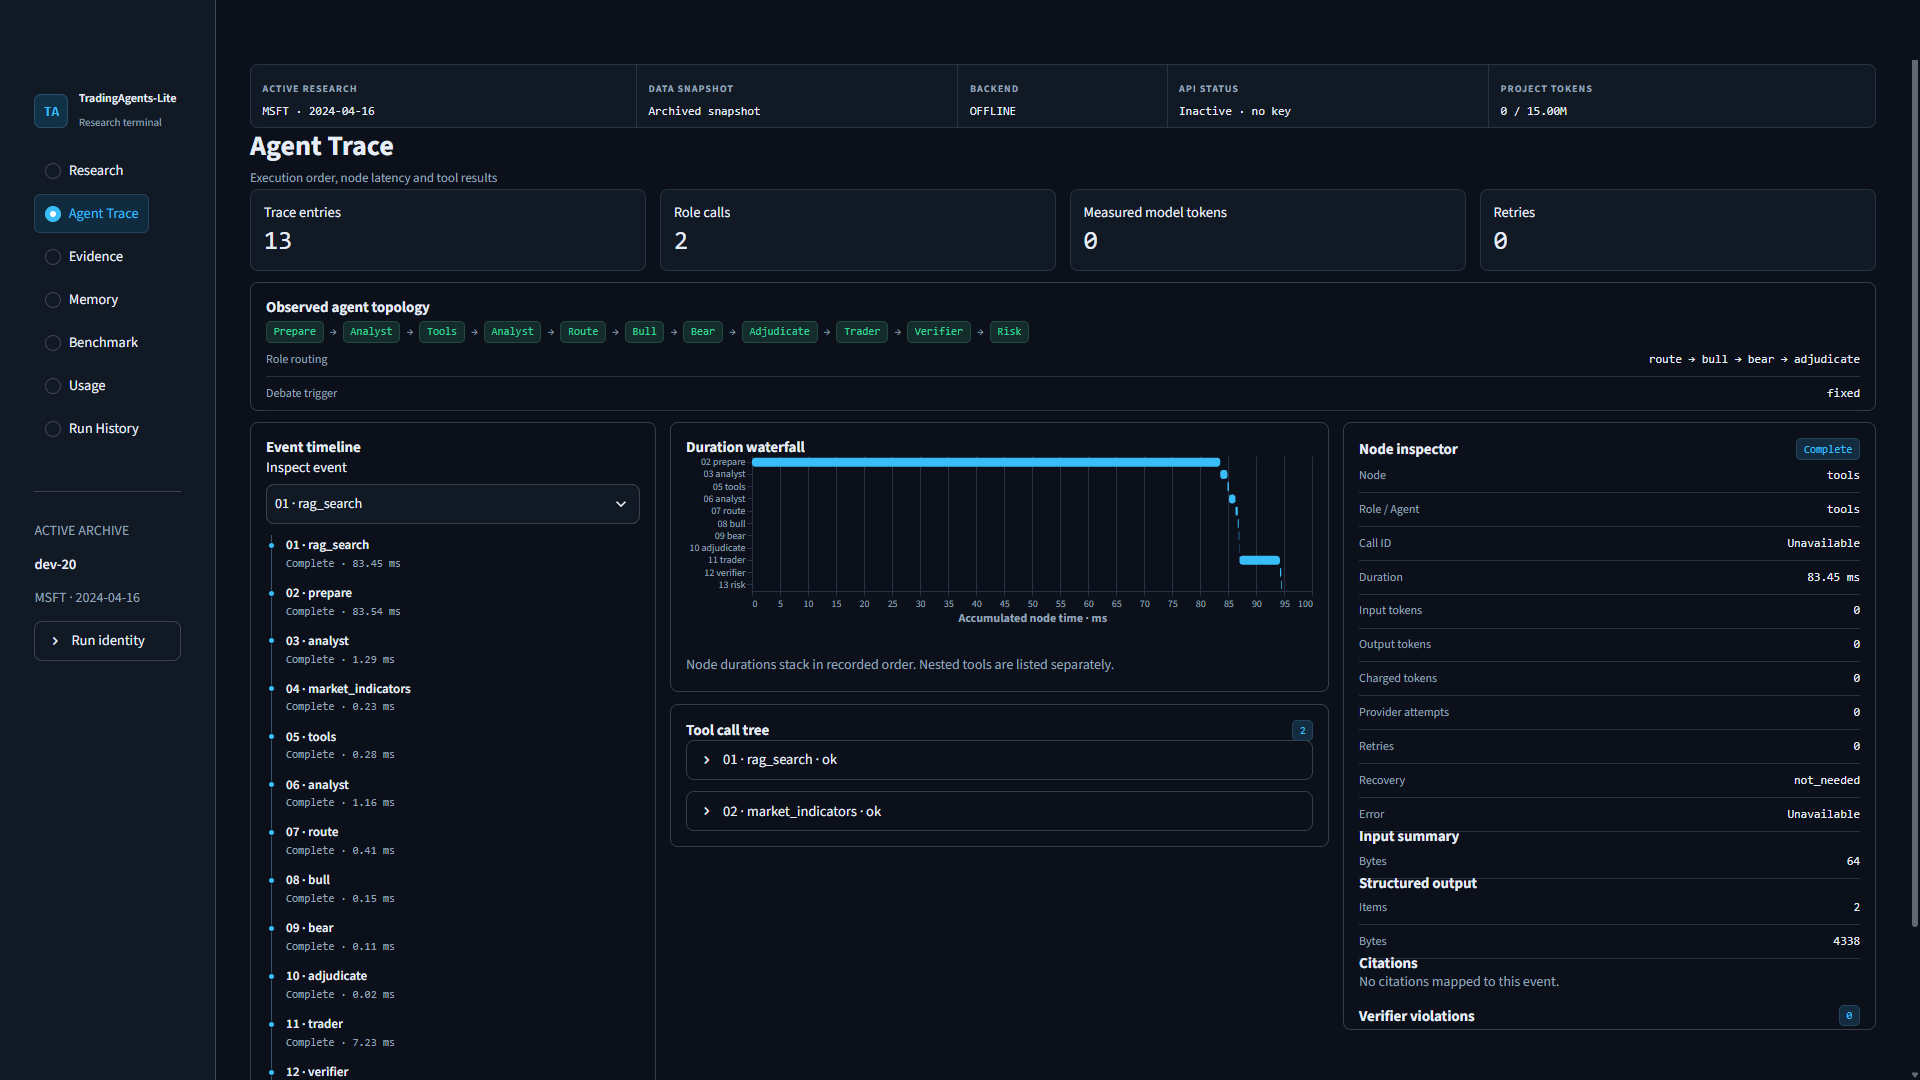 TA
TradingAgents-Lite
Research terminal
Research
Agent Trace
Evidence
Memory
Benchmark
Usage
Run History
ACTIVE ARCHIVE
dev-20
MSFT · 2024-04-16
Run identity
ACTIVE RESEARCH
MSFT · 2024-04-16
DATA SNAPSHOT
Archived snapshot
BACKEND
OFFLINE
API STATUS
Inactive · no key
PROJECT TOKENS
0 / 15.00M
Agent Trace
Execution order, node latency and tool results
Trace entries
13
Role calls
2
Measured model tokens
0
Retries
0
Observed agent topology
Prepare → Analyst → Tools → Analyst → Route → Bull → Bear → Adjudicate → Trader → Verifier → Risk
Role routing
route → bull → bear → adjudicate
Debate trigger
fixed
Event timeline
Inspect event
01 · rag_search
01 · rag_search
Complete · 83.45 ms
02 · prepare
Complete · 83.54 ms
03 · analyst
Complete · 1.29 ms
04 · market_indicators
Complete · 0.23 ms
05 · tools
Complete · 0.28 ms
06 · analyst
Complete · 1.16 ms
07 · route
Complete · 0.41 ms
08 · bull
Complete · 0.15 ms
09 · bear
Complete · 0.11 ms
10 · adjudicate
Complete · 0.02 ms
11 · trader
Complete · 7.23 ms
12 · verifier
Duration waterfall
02 prepare
03 analyst
05 tools
06 analyst
07 route
08 bull
09 bear
10 adjudicate
11 trader
12 verifier
13 risk
0 5 10 15 20 25 30 35 40 45 50 55 60 65 70 75 80 85 90 95 100
Accumulated node time · ms
Node durations stack in recorded order. Nested tools are listed separately.
Tool call tree
2
01 · rag_search · ok
02 · market_indicators · ok
Node inspector
Complete
Node
tools
Role / Agent
tools
Call ID
Unavailable
Duration
83.45 ms
Input tokens
0
Output tokens
0
Charged tokens
0
Provider attempts
0
Retries
0
Recovery
not_needed
Error
Unavailable
Input summary
Bytes
64
Structured output
Items
2
Bytes
4338
Citations
No citations mapped to this event.
Verifier violations
0